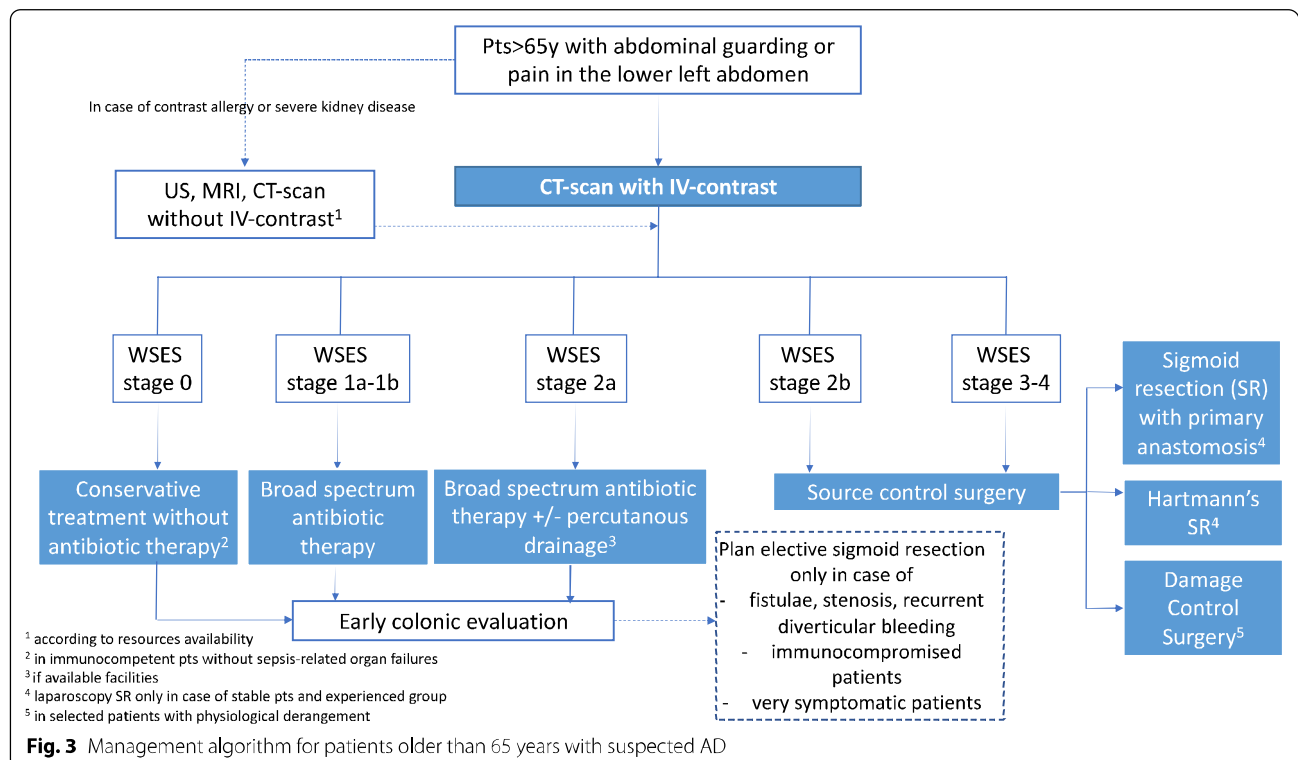 Pts>65y with abdominal guarding or
pain in the lower left abdomen
In case of contrast allergy or severe kidney disease
US, MRI, CT-scan
without IV-contrast1
CT-scan with IV-contrast
WSES
stage 0
WSES
stage 1a-1b
WSES
stage 2a
WSES
stage 2b
WSES
stage 3-4
Conservative
treatment without
antibiotic therapy2
Broad spectrum
antibiotic
therapy
Broad spectrum antibiotic
therapy +/- percutanous
drainage3
Source control surgery
Sigmoid
resection (SR)
with primary
anastomosis4
Hartmann’s
SR4
Damage
Control
Surgery5
Early colonic evaluation
Plan elective sigmoid resection
only in case of
- fistulae, stenosis, recurrent
diverticular bleeding
- immunocompromised
patients
- very symptomatic patients
1 according to resources availability
2 in immunocompetent pts without sepsis-related organ failures
3 if available facilities
4 laparoscopy SR only in case of stable pts and experienced group
5 in selected patients with physiological derangement
Fig. 3 Management algorithm for patients older than 65 years with suspected AD